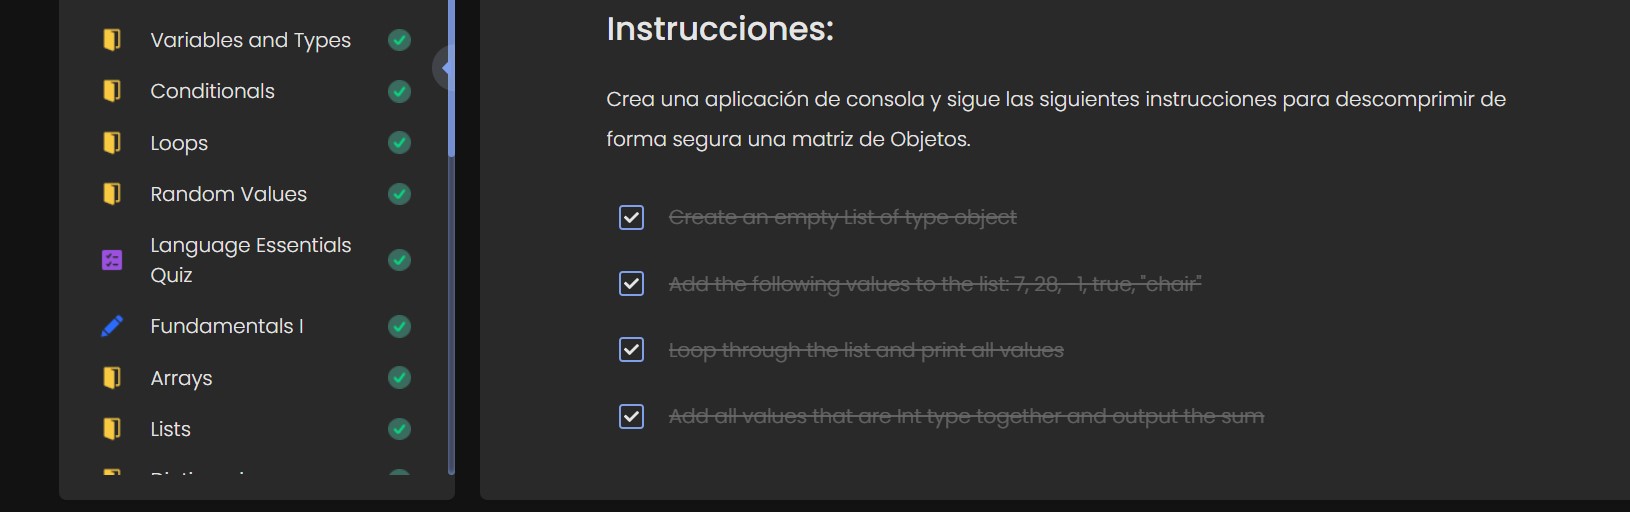 Variables and Types
Conditionals
Loops
Random Values
Language Essentials
Quiz
Fundamentals I
Arrays
Lists
Instrucciones:
Crea una aplicación de consola y sigue las siguientes instrucciones para descomprimir de
forma segura una matriz de Objetos.
Create an empty List of type object
Add the following values to the list: 7, 28, -1, true, "chair"
Loop through the list and print all values
Add all values that are Int type together and output the sum